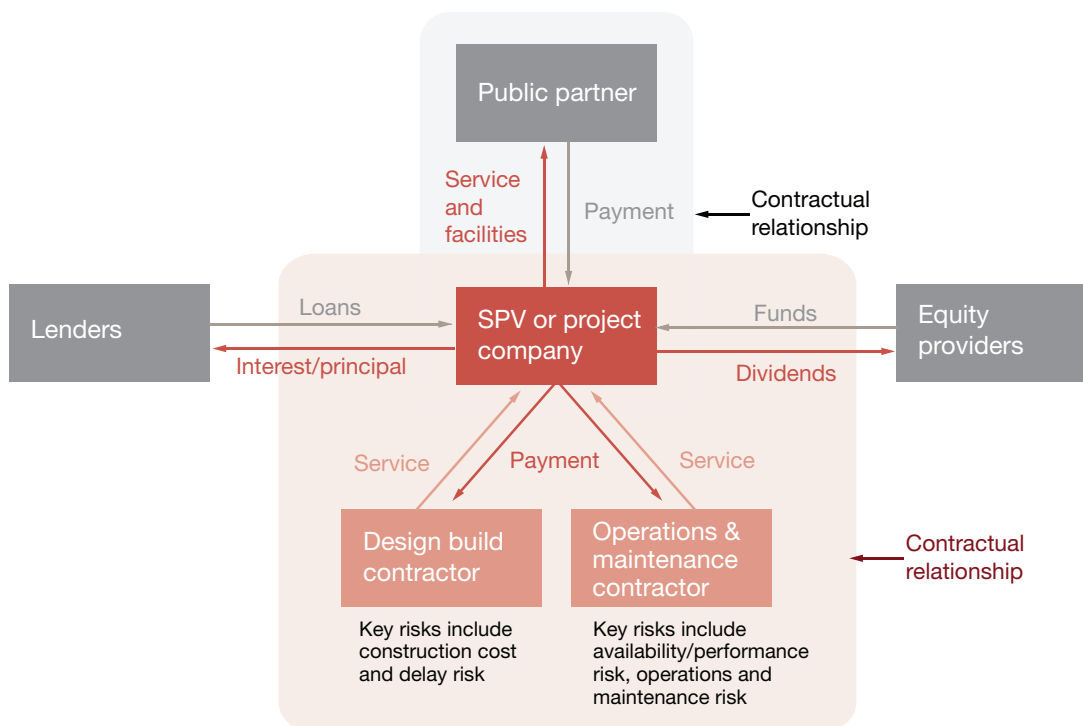 Public partner
Service
and
facilities
Payment
Contractual
relationship
Lenders
Loans
Interest/principal
SPV or project
company
Funds
Dividends
Equity
providers
Service
Payment
Service
Design build
contractor
Operations &
maintenance
contractor
Contractual
relationship
Key risks include
construction cost
and delay risk
Key risks include
availability/performance
risk, operations and
maintenance risk